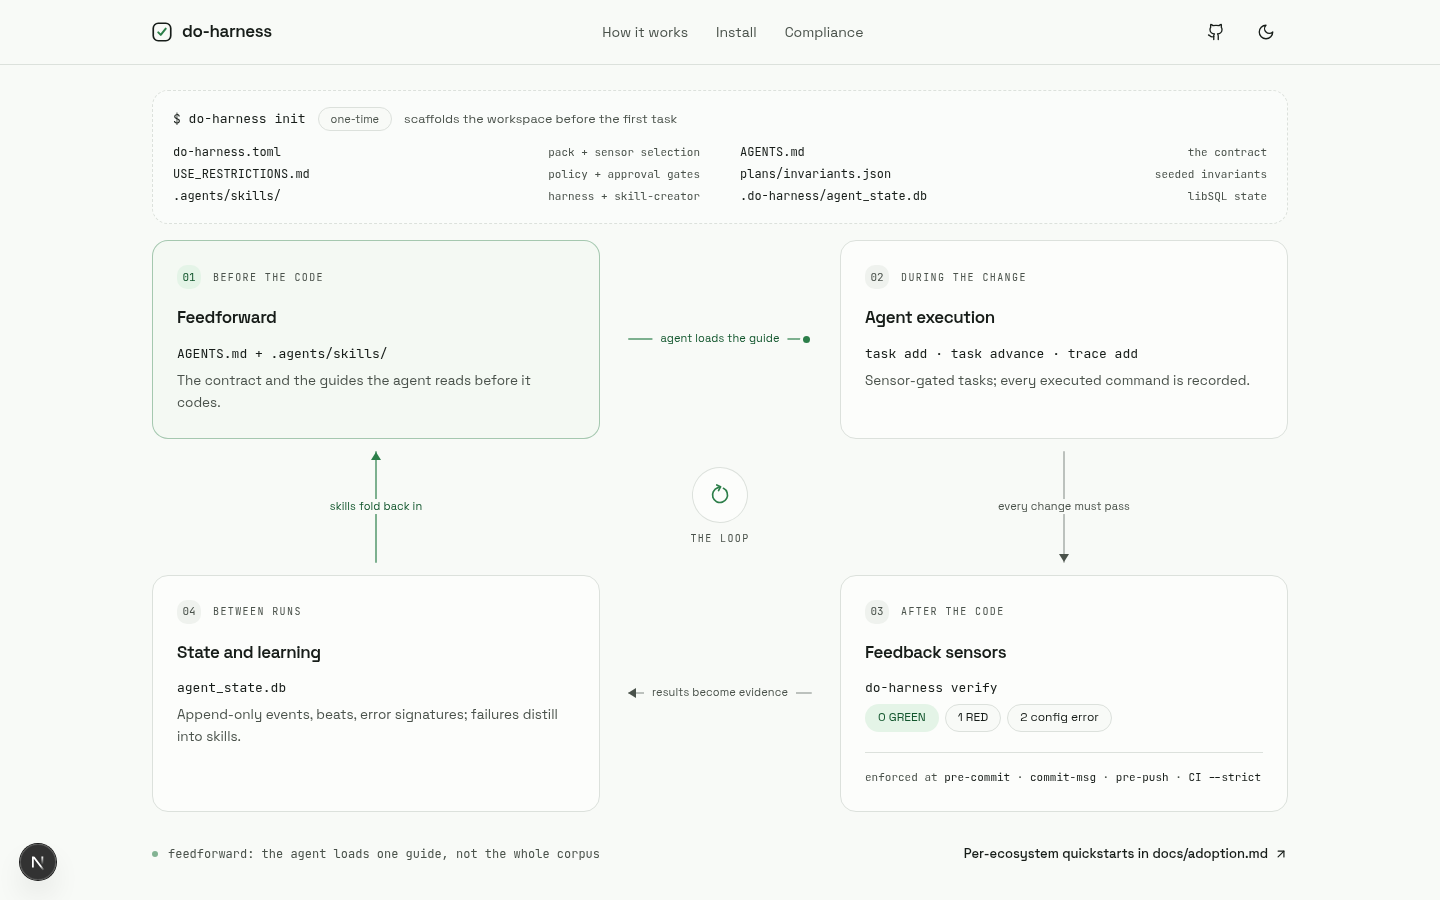 do-harness
How it works Install Compliance
$ do-harness init one-time scaffolds the workspace before the first task
do-harness.toml pack + sensor selection AGENTS.md the contract
USE_RESTRICTIONS.md policy + approval gates plans/invariants.json seeded invariants
.agents/skills/ harness + skill-creator .do-harness/agent_state.db libSQL state
01 BEFORE THE CODE
Feedforward
AGENTS.md + .agents/skills/
The contract and the guides the agent reads before it
codes.
agent loads the guide
02 DURING THE CHANGE
Agent execution
task add · task advance · trace add
Sensor-gated tasks; every executed command is recorded.
skills fold back in
THE LOOP
every change must pass
04 BETWEEN RUNS
State and learning
agent_state.db
Append-only events, beats, error signatures; failures distill
into skills.
results become evidence
03 AFTER THE CODE
Feedback sensors
do-harness verify
0 GREEN 1 RED 2 config error
enforced at pre-commit · commit-msg · pre-push · CI --strict
feedforward: the agent loads one guide, not the whole corpus
Per-ecosystem quickstarts in docs/adoption.md
N